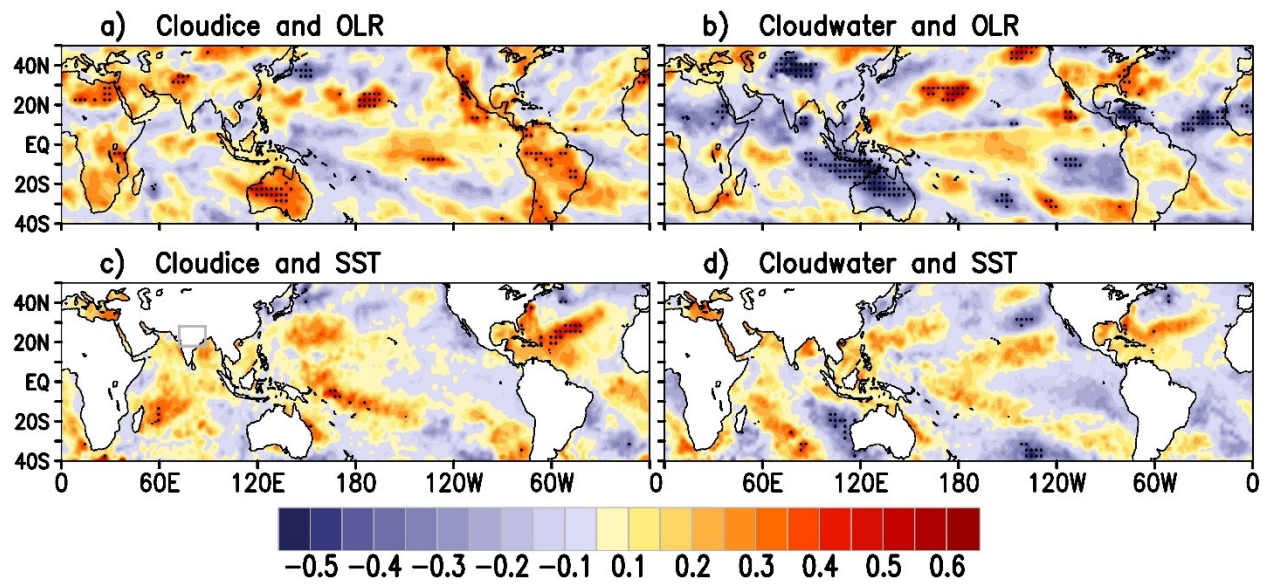 a) Cloudice and OLR
b) Cloudwater and OLR
40N
20N
EQ
20S
40S
c) Cloudice and SST
d) Cloudwater and SST
40N
20N
EQ
20S
40S
0 60E 120E 180 120W 60W 0 60E 120E 180 120W 60W 0
-0.5 -0.4 -0.3 -0.2 -0.1 0.1 0.2 0.3 0.4 0.5 0.6